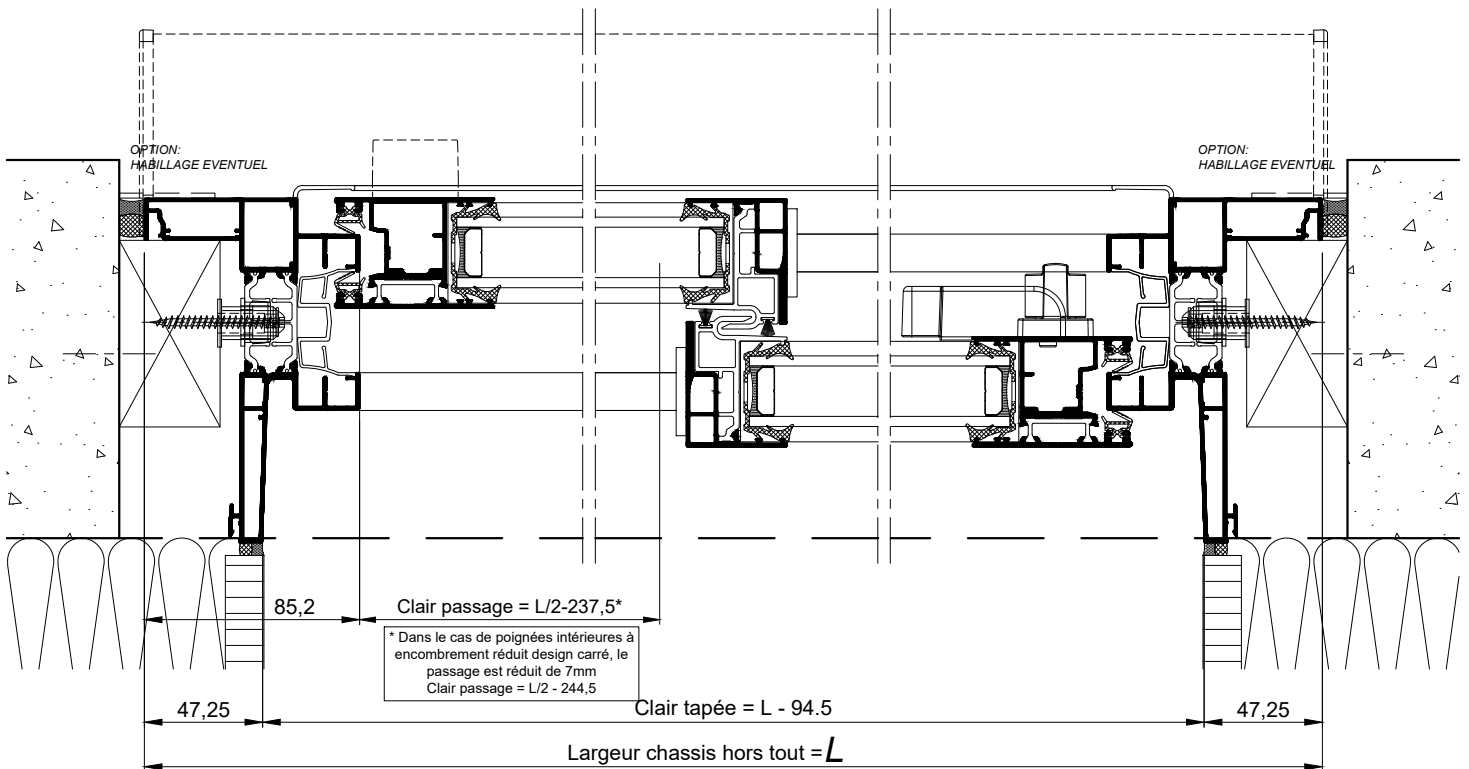 OPTION:
HABILLAGE EVENTUEL
OPTION:
HABILLAGE EVENTUEL
85,2
Clair passage = L/2-237,5*
* Dans le cas de poignées intérieures à
encombrement réduit design carré, le
passage est réduit de 7mm
Clair passage = L/2 - 244,5
47,25
Clair tapée = L - 94.5
47,25
Largeur chassis hors tout = L